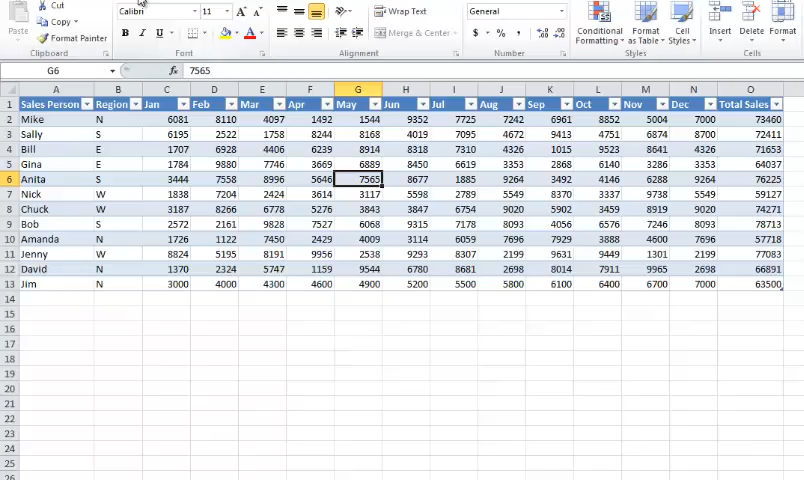 Cut
Calibri 11 A A Wrap Text General
Copy
Paste Format Painter B I U A Merge & Center $ % , Conditional Formatting Format as Table Cell Styles Insert Delete Format
Clipboard Font Alignment Number Styles Cells
G6 fx 7565
A B C D E F G H I J K L M N O
1 Sales Person Region Jan Feb Mar Apr May Jun Jul Aug Sep Oct Nov Dec Total Sales
2 Mike N 6081 8110 4097 1492 1544 9352 7725 7242 6961 8852 5004 7000 73460
3 Sally S 6195 2522 1758 8244 8168 4019 7095 4672 9413 4751 6874 8700 72411
4 Bill E 1707 6928 4406 6239 8914 8318 7310 4326 1015 9523 8641 4326 71653
5 Gina E 1784 9880 7746 3669 6889 8450 6619 3353 2868 6140 3286 3353 64037
6 Anita S 3444 7558 8996 5646 7565 8677 1885 9264 3492 4146 6288 9264 76225
7 Nick W 1838 7204 2424 3614 3117 5598 2789 5549 8370 3337 9738 5549 59127
8 Chuck W 3187 8266 6778 5276 3843 3847 6754 9020 5902 3459 8919 9020 74271
9 Bob S 2572 2161 9828 7527 6068 9315 7178 8093 4056 6576 7246 8093 78713
10 Amanda N 1726 1122 7450 2429 4009 3114 6059 7696 7929 3888 4600 7696 57718
11 Jenny W 8824 5195 8191 9956 2538 9293 8307 2199 9631 9449 1301 2199 77083
12 David N 1370 2324 5747 1159 9544 6780 8681 2698 8014 7911 9965 2698 66891
13 Jim N 3000 4000 4300 4600 4900 5200 5500 5800 6100 6400 6700 7000 63500
14
15
16
17
18
19
20
21
22
23
24
25
26